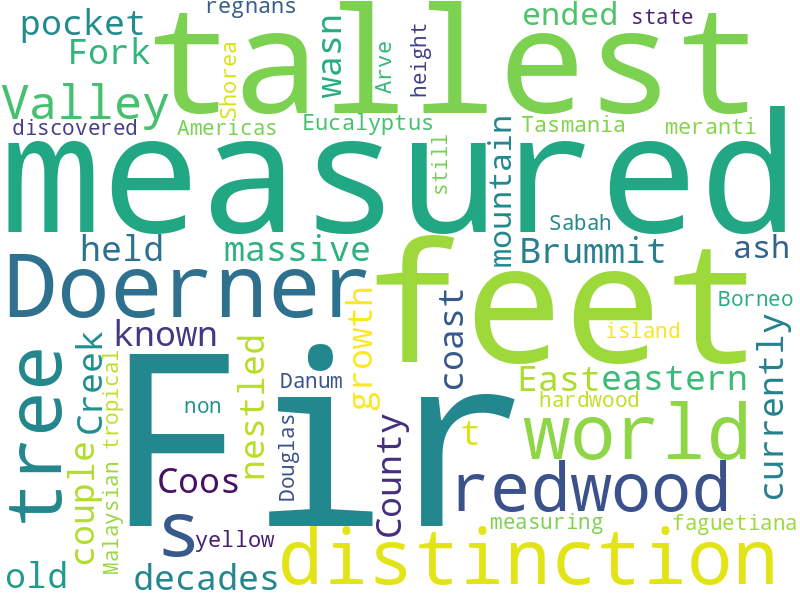 regnans
pocket
tallest
ended
state
Fork
wasn
Arve
height
Shorea
Valley
discovered
Americas
Eucalyptus
Tasmania
meranti
measured
still
mountain
Sabah
held
massive
Brummit
ash
Doerner
feet
Borneo
known
growth
coast
island
currently
tree
Creek
Malaysian tropical
nestled
Danum
Fir
East
eastern
hardwood
non
couple
Douglas
County
t
world
Coos
redwood
s
yellow
measuring
faguetiana
distinction
old
decades